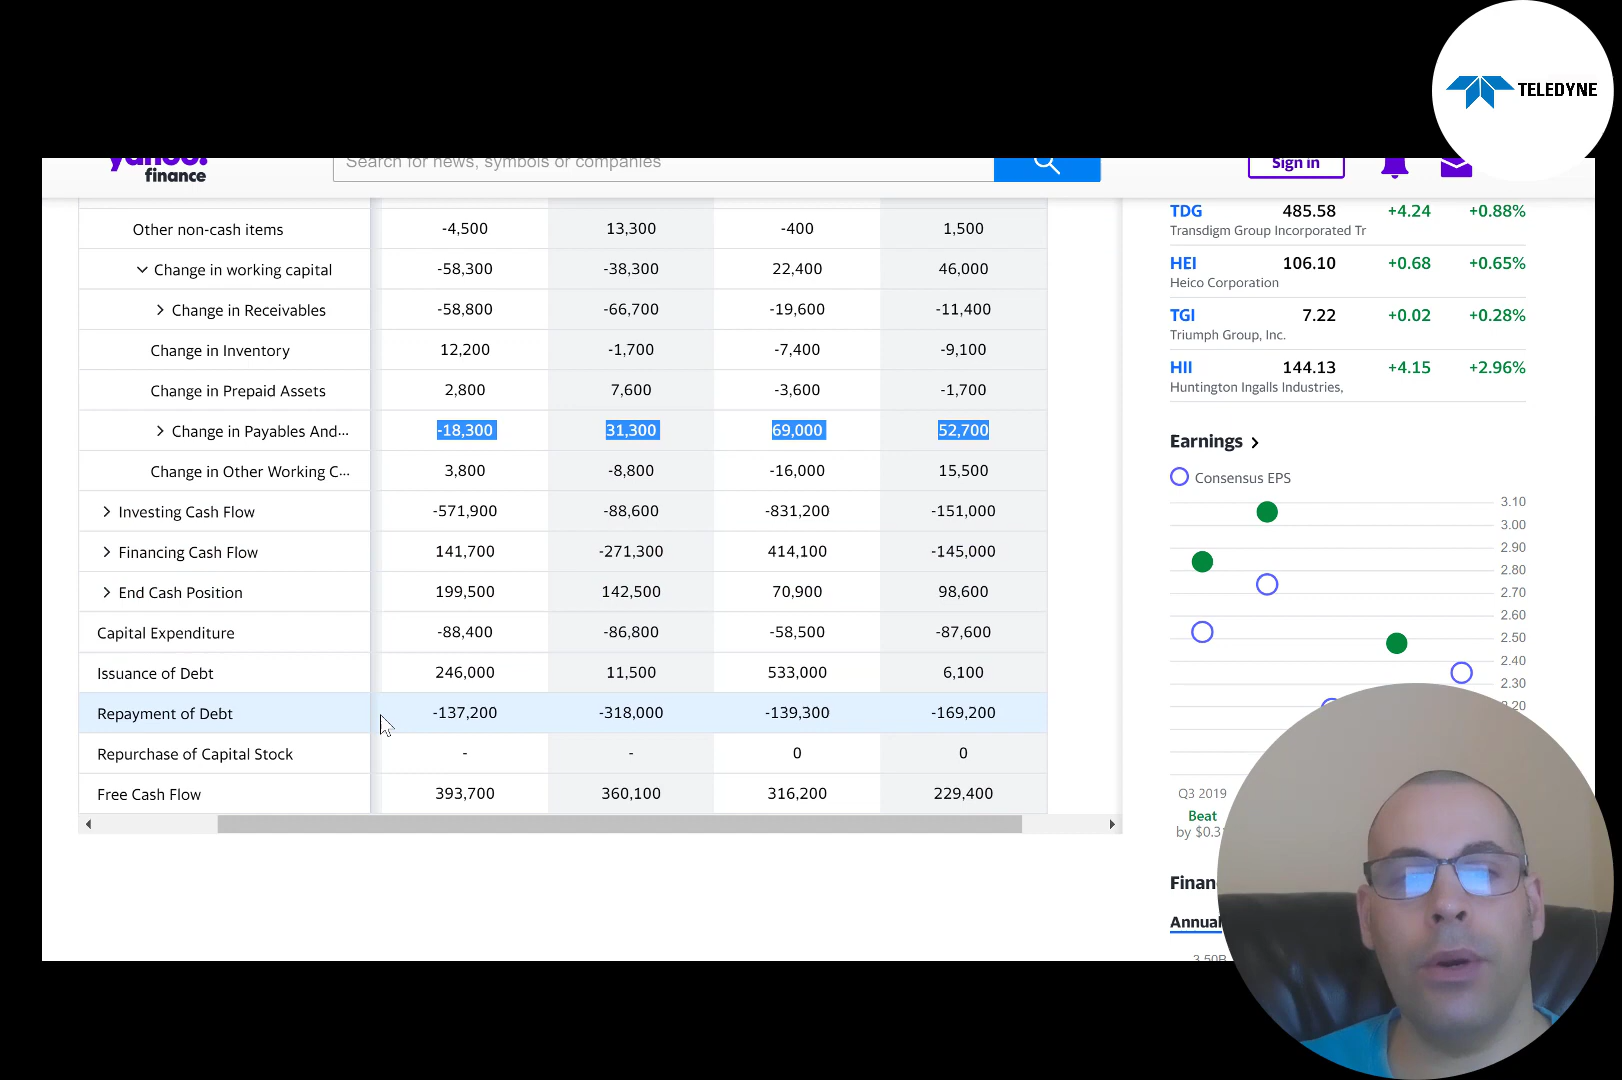 TELEDYNE
yahoo!
finance
Search for news, symbols or companies
Sign in
Other non-cash items -4,500 13,300 -400 1,500
Change in working capital -58,300 -38,300 22,400 46,000
Change in Receivables -58,800 -66,700 -19,600 -11,400
Change in Inventory 12,200 -1,700 -7,400 -9,100
Change in Prepaid Assets 2,800 7,600 -3,600 -1,700
Change in Payables And... -18,300 31,300 69,000 52,700
Change in Other Working C... 3,800 -8,800 -16,000 15,500
Investing Cash Flow -571,900 -88,600 -831,200 -151,000
Financing Cash Flow 141,700 -271,300 414,100 -145,000
End Cash Position 199,500 142,500 70,900 98,600
Capital Expenditure -88,400 -86,800 -58,500 -87,600
Issuance of Debt 246,000 11,500 533,000 6,100
Repayment of Debt -137,200 -318,000 -139,300 -169,200
Repurchase of Capital Stock - - 0 0
Free Cash Flow 393,700 360,100 316,200 229,400
TDG 485.58 +4.24 +0.88%
Transdigm Group Incorporated Tr
HEI 106.10 +0.68 +0.65%
Heico Corporation
TGI 7.22 +0.02 +0.28%
Triumph Group, Inc.
HII 144.13 +4.15 +2.96%
Huntington Ingalls Industries,
Earnings
Consensus EPS
3.10
3.00
2.90
2.80
2.70
2.60
2.50
2.40
2.30
.20
Q3 2019
Beat
by $0.3
Finan
Annual
3.50B